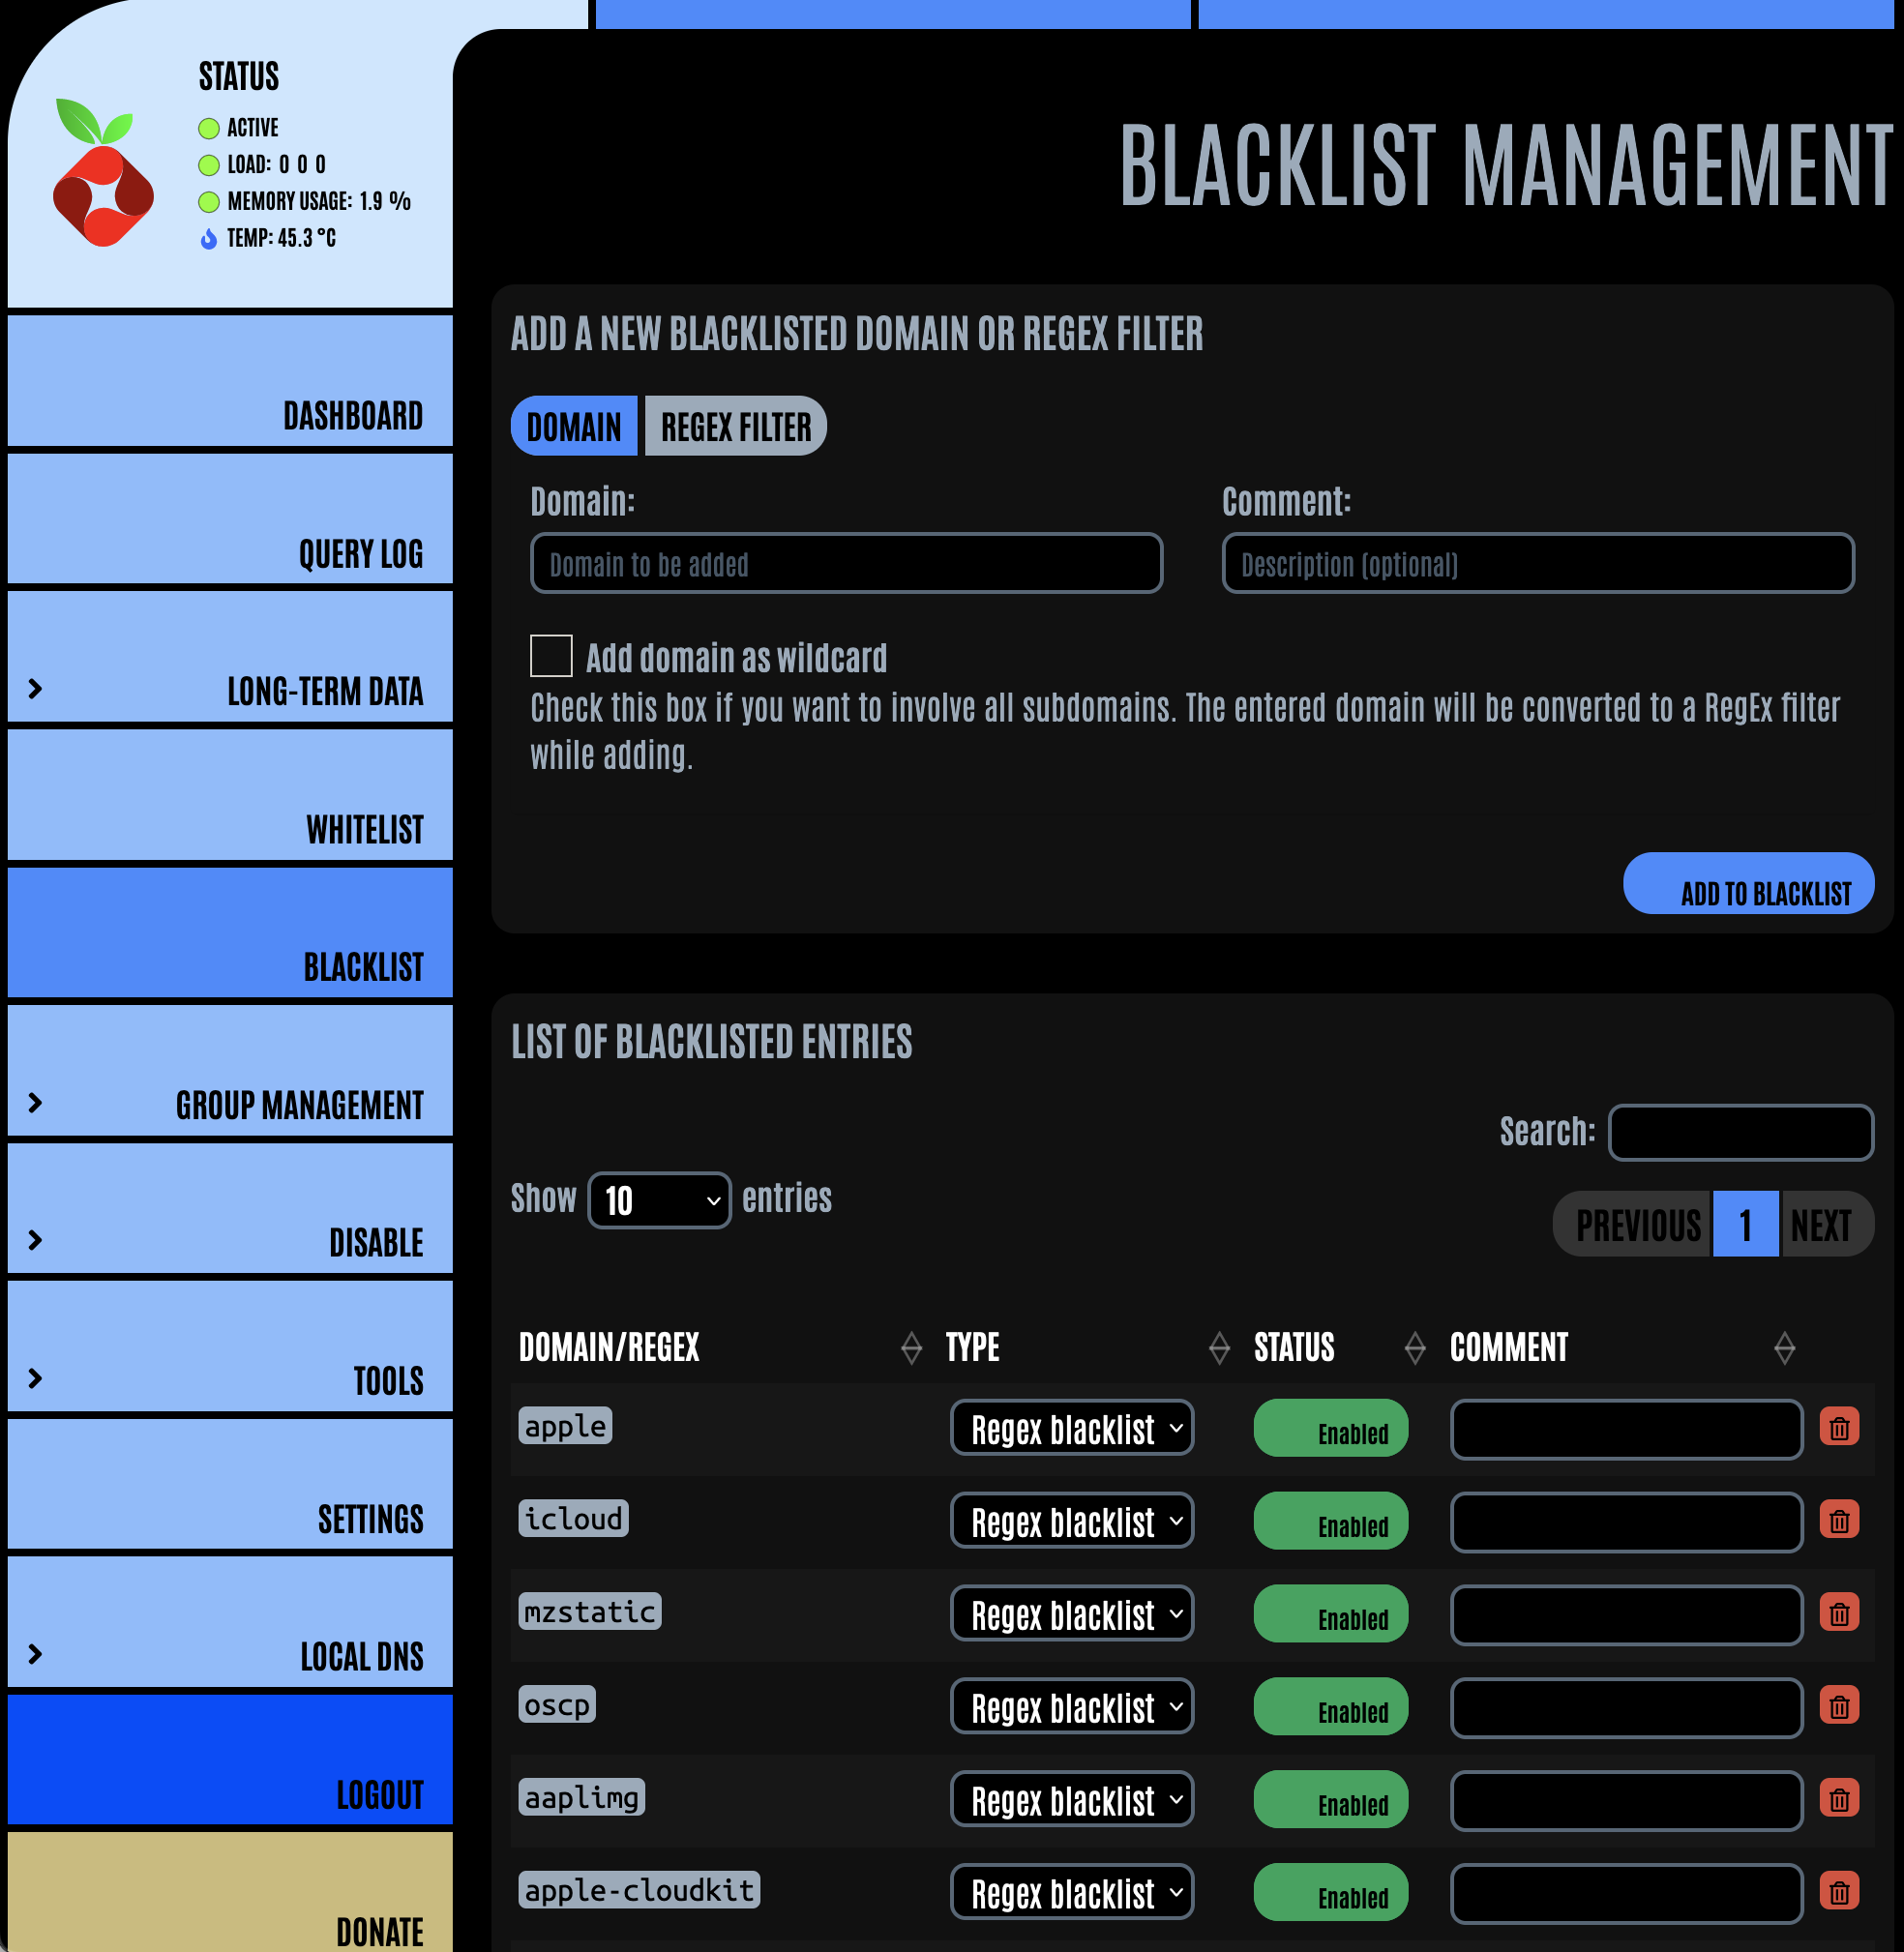 STATUS
ACTIVE
LOAD: 0 0 0
MEMORY USAGE: 1.9 %
TEMP: 45.3 °C
DASHBOARD
QUERY LOG
LONG-TERM DATA
WHITELIST
BLACKLIST
GROUP MANAGEMENT
DISABLE
TOOLS
SETTINGS
LOCAL DNS
LOGOUT
DONATE
BLACKLIST MANAGEMENT
ADD A NEW BLACKLISTED DOMAIN OR REGEX FILTER
DOMAIN REGEX FILTER
Domain: Comment:
Domain to be added Description (optional)
Add domain as wildcard
Check this box if you want to involve all subdomains. The entered domain will be converted to a RegEx filter
while adding.
ADD TO BLACKLIST
LIST OF BLACKLISTED ENTRIES
Search:
Show 10 entries
PREVIOUS 1 NEXT
DOMAIN/REGEX TYPE STATUS COMMENT
apple Regex blacklist Enabled
icloud Regex blacklist Enabled
mzstatic Regex blacklist Enabled
oscp Regex blacklist Enabled
aaplimg Regex blacklist Enabled
apple-cloudkit Regex blacklist Enabled